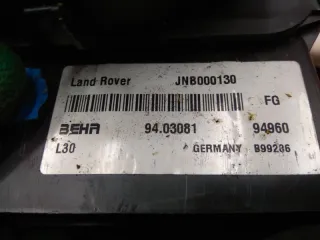 Land Rover JNB000130
FG
BEHR 94.03081 94960
L30 GERMANY B99286